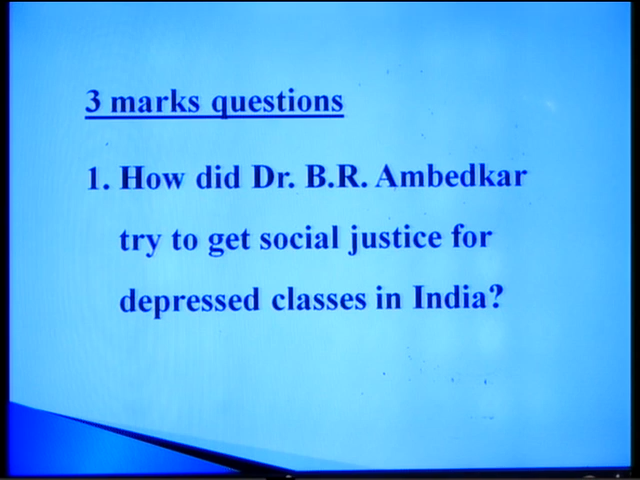 3 marks questions
1. How did Dr. B.R. Ambedkar
try to get social justice for
depressed classes in India?